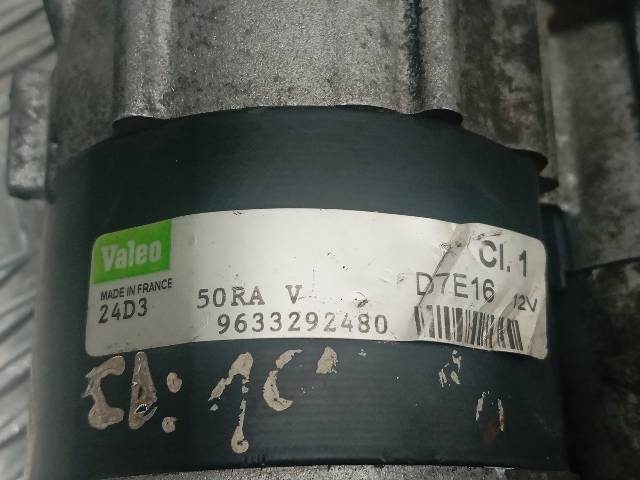 Valeo
Cl. 1
MADE IN FRANCE
24D3
50RA V
D7E16
12V
9633292480